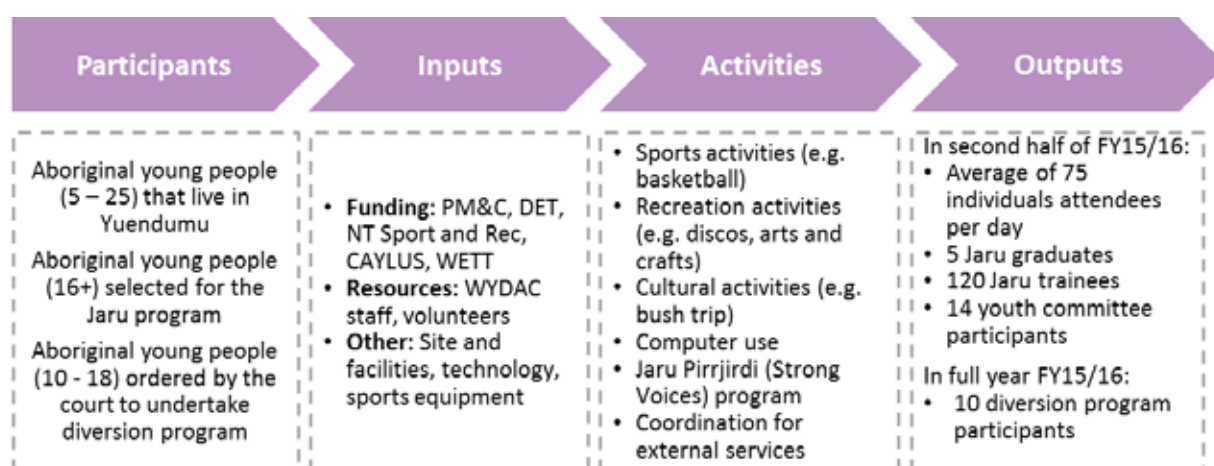 Participants
Inputs
Activities
Outputs
Aboriginal young people
(5 – 25) that live in
Yuendumu
Aboriginal young people
(16+) selected for the
Jaru program
Aboriginal young people
(10 - 18) ordered by the
court to undertake
diversion program
• Funding: PM&C, DET,
NT Sport and Rec,
CAYLUS, WETT
• Resources: WYDAC
staff, volunteers
• Other: Site and
facilities, technology,
sports equipment
• Sports activities (e.g.
basketball)
• Recreation activities
(e.g. discos, arts and
crafts)
• Cultural activities (e.g.
bush trip)
• Computer use
• Jaru Pirrjirdi (Strong
Voices) program
• Coordination for
external services
In second half of FY15/16:
• Average of 75
individuals attendees
per day
• 5 Jaru graduates
• 120 Jaru trainees
• 14 youth committee
participants
In full year FY15/16:
• 10 diversion program
participants